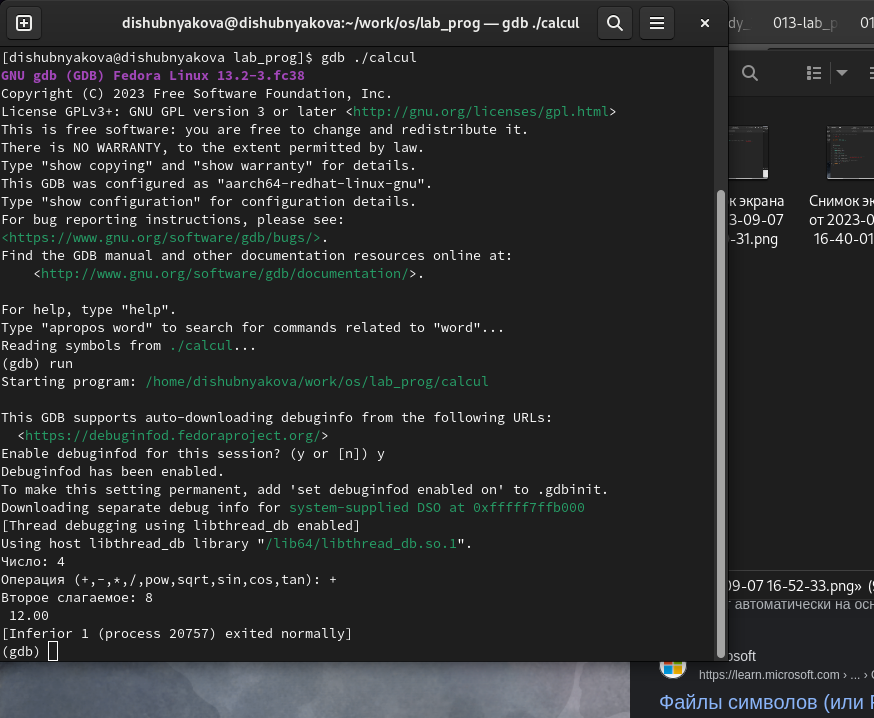 dishubnyakova@dishubnyakova:~/work/os/lab_prog — gdb ./calcul
[dishubnyakova@dishubnyakova lab_prog]$ gdb ./calcul
GNU gdb (GDB) Fedora Linux 13.2-3.fc38
Copyright (C) 2023 Free Software Foundation, Inc.
License GPLv3+: GNU GPL version 3 or later <http://gnu.org/licenses/gpl.html>
This is free software: you are free to change and redistribute it.
There is NO WARRANTY, to the extent permitted by law.
Type "show copying" and "show warranty" for details.
This GDB was configured as "aarch64-redhat-linux-gnu".
Type "show configuration" for configuration details.
For bug reporting instructions, please see:
<https://www.gnu.org/software/gdb/bugs/>.
Find the GDB manual and other documentation resources online at:
    <http://www.gnu.org/software/gdb/documentation/>.
For help, type "help".
Type "apropos word" to search for commands related to "word"...
Reading symbols from ./calcul...
(gdb) run
Starting program: /home/dishubnyakova/work/os/lab_prog/calcul
This GDB supports auto-downloading debuginfo from the following URLs:
  <https://debuginfod.fedoraproject.org/>
Enable debuginfod for this session? (y or [n]) y
Debuginfod has been enabled.
To make this setting permanent, add 'set debuginfod enabled on' to .gdbinit.
Downloading separate debug info for system-supplied DSO at 0xfffff7ffb000
[Thread debugging using libthread_db enabled]
Using host libthread_db library "/lib64/libthread_db.so.1".
Число: 4
Операция (+,-,*,/,pow,sqrt,sin,cos,tan): +
Второе слагаемое: 8
 12.00
[Inferior 1 (process 20757) exited normally]
(gdb)
dy_
013-lab_p
01
к экрана
3-09-07
-31.png
Снимок эк
от 2023-0
16-40-01
09-07 16-52-33.png» (
автоматически на осн
osoft
https://learn.microsoft.com › ... ›
Файлы символов (или